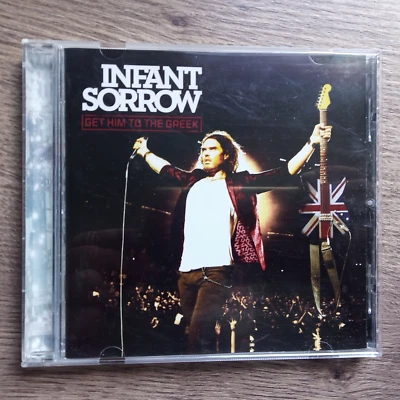 INFANT
SORROW
GET HIM TO THE GREEK